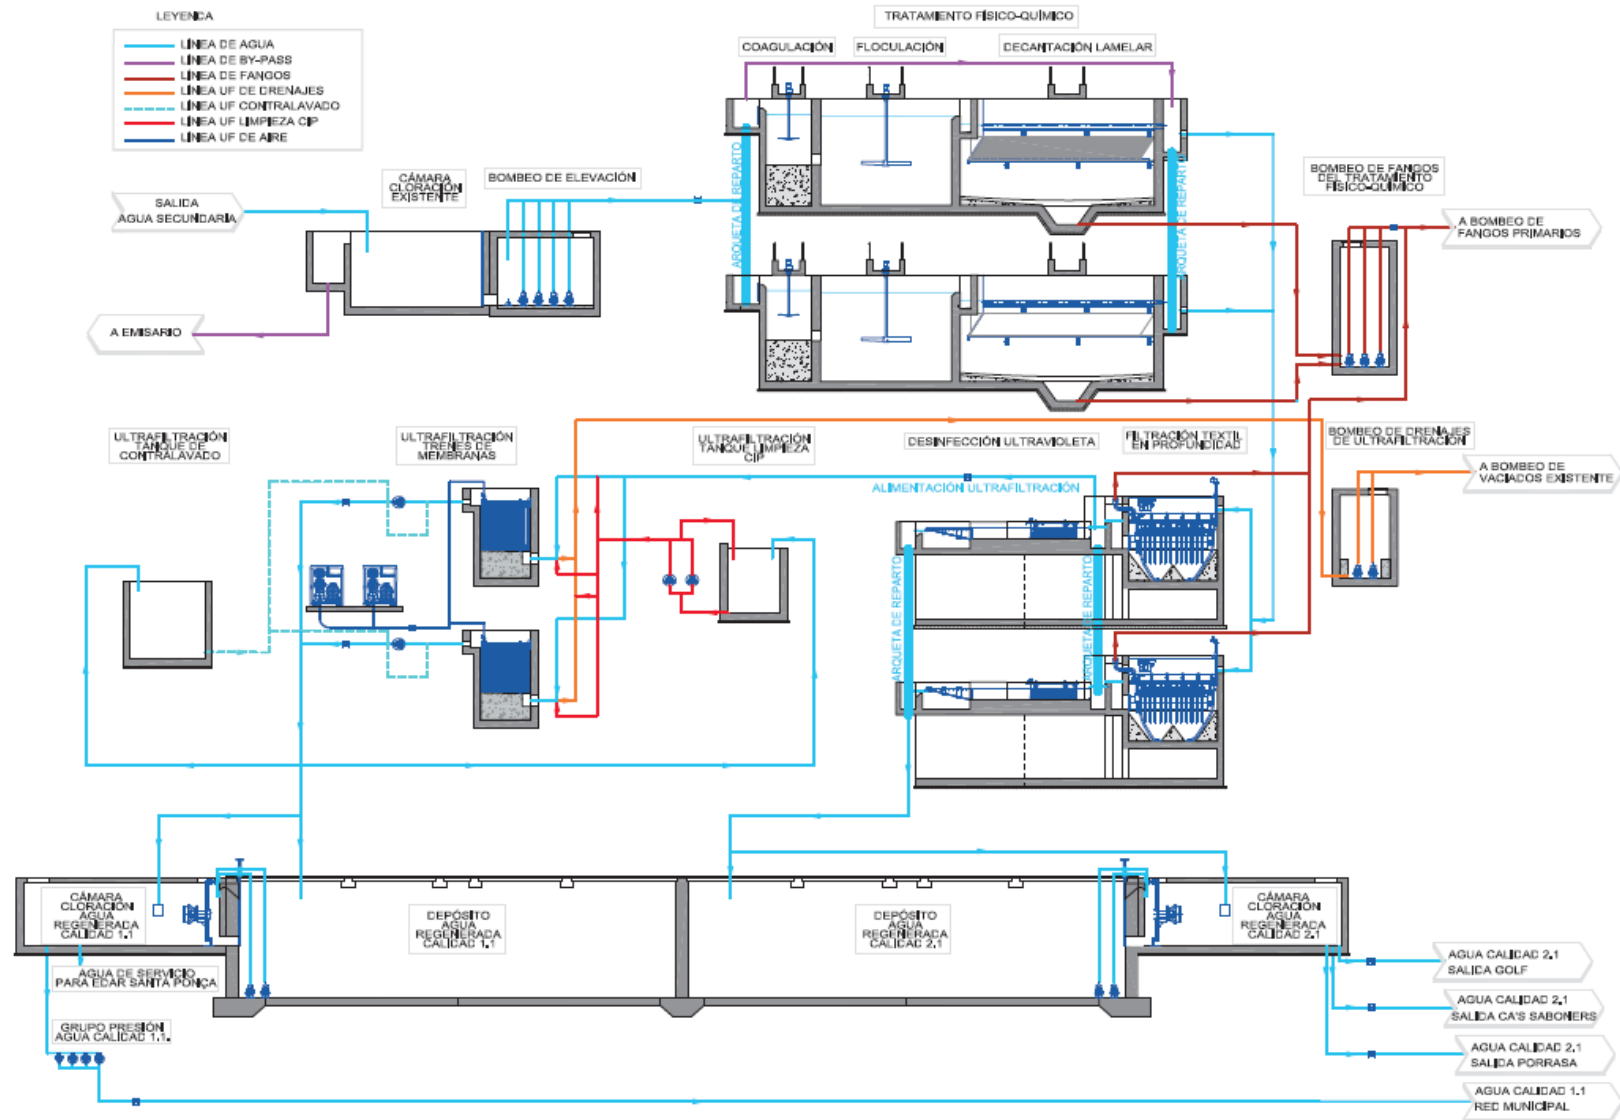 LEYENDA
LÍNEA DE AGUA
LÍNEA DE BY-PASS
LÍNEA DE FANGOS
LÍNEA UF DE DRENAJES
LÍNEA UF CONTRALAVADO
LÍNEA UF LIMPIEZA CIP
LÍNEA UF DE AIRE
TRATAMIENTO FÍSICO-QUÍMICO
COAGULACIÓN
FLOCULACIÓN
DECANTACIÓN LAMELAR
SALIDA
AGUA SECUNDARIA
CÁMARA
CLORACIÓN
EXISTENTE
BOMBEO DE ELEVACIÓN
A EMISARIO
ARQUETA DE REPARTO
ARQUETA DE REPARTO
BOMBEO DE FANGOS
DEL TRATAMIENTO
FÍSICO-QUÍMICO
A BOMBEO DE
FANGOS PRIMARIOS
ULTRAFILTRACIÓN
TANQUE DE
CONTRALAVADO
ULTRAFILTRACIÓN
TRENES DE
MEMBRANAS
ULTRAFILTRACIÓN
TANQUE LIMPIEZA
CIP
DESINFECCIÓN ULTRAVIOLETA
FILTRACIÓN TEXTIL
EN PROFUNDIDAD
BOMBEO DE DRENAJES
DE ULTRAFILTRACIÓN
A BOMBEO DE
VACIADOS EXISTENTE
ALIMENTACIÓN ULTRAFILTRACIÓN
ARQUETA DE REPARTO
ARQUETA DE REPARTO
CÁMARA
CLORACIÓN
AGUA
REGENERADA
CALIDAD 1.1
DEPÓSITO
AGUA
REGENERADA
CALIDAD 1.1
DEPÓSITO
AGUA
REGENERADA
CALIDAD 2.1
CÁMARA
CLORACIÓN
AGUA
REGENERADA
CALIDAD 2.1
AGUA DE SERVICIO
PARA EDAR SANTA PONÇA
GRUPO PRESIÓN
AGUA CALIDAD 1.1.
AGUA CALIDAD 2.1
SALIDA GOLF
AGUA CALIDAD 2.1
SALIDA CA'S SABONERS
AGUA CALIDAD 2.1
SALIDA PORRASA
AGUA CALIDAD 1.1
RED MUNICIPAL